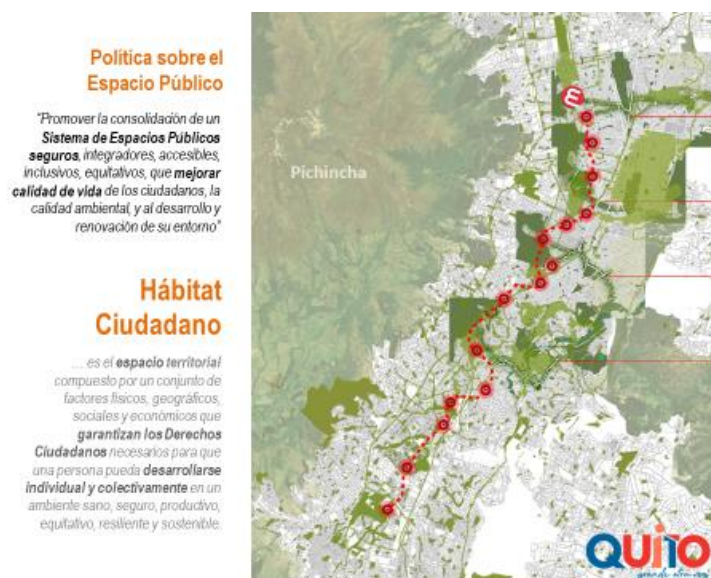 Política sobre el
Espacio Público
"Promover la consolidación de un
Sistema de Espacios Públicos
seguros, integradores, accesibles,
inclusivos, equitativos, que mejorar
calidad de vida de los ciudadanos, la
calidad ambiental, y al desarrollo y
renovación de su entorno"
Hábitat
Ciudadano
... es el espacio territorial
compuesto por un conjunto de
factores físicos, geográficos,
sociales y económicos que
garantizan los Derechos
Ciudadanos necesarios para que
una persona pueda desarrollarse
individual y colectivamente en un
ambiente sano, seguro, productivo,
equitativo, resiliente y sostenible.
Pichincha
QUITO
grande otra vez